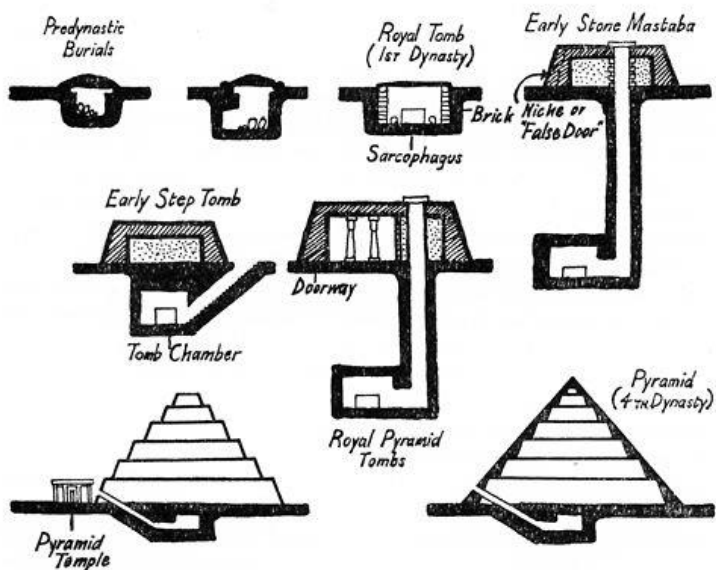 Predynastic
Burials
Royal Tomb
(1ST Dynasty)
Brick
Sarcophagus
Early Stone Mastaba
Niche or
"False Door"
Early Step Tomb
Tomb Chamber
Doorway
Royal Pyramid
Tombs
Pyramid
(4TH Dynasty)
Pyramid
Temple